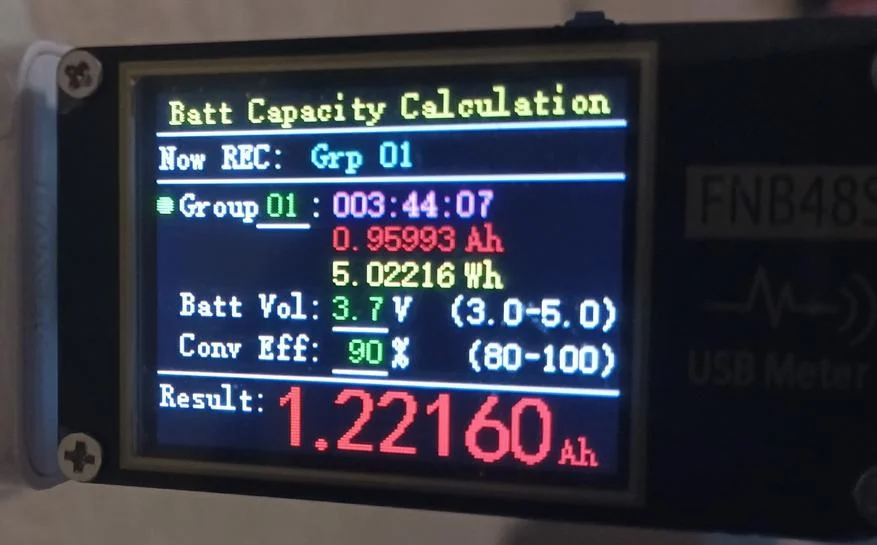 Batt Capacity Calculation
Now REC: Grp 01
Group 01 : 003:44:07
0.95993 Ah
5.02216 Wh
Batt Vol: 3.7 V (3.0-5.0)
Conv Eff: 90 % (80-100)
Result: 1.22160 Ah
FNB48S
USB Meter